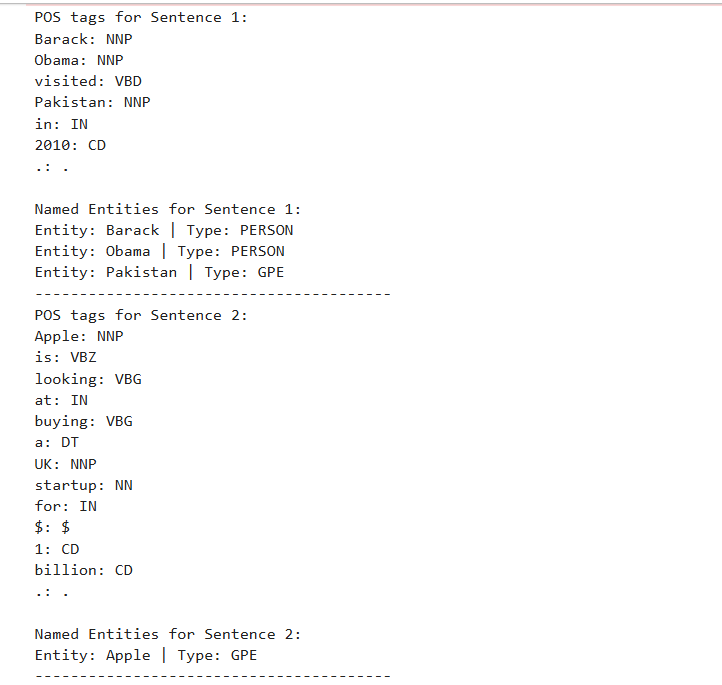 POS tags for Sentence 1:
Barack: NNP
Obama: NNP
visited: VBD
Pakistan: NNP
in: IN
2010: CD
.: .

Named Entities for Sentence 1:
Entity: Barack | Type: PERSON
Entity: Obama | Type: PERSON
Entity: Pakistan | Type: GPE
----------------------------------------
POS tags for Sentence 2:
Apple: NNP
is: VBZ
looking: VBG
at: IN
buying: VBG
a: DT
UK: NNP
startup: NN
for: IN
$: $
1: CD
billion: CD
.: .

Named Entities for Sentence 2:
Entity: Apple | Type: GPE
----------------------------------------